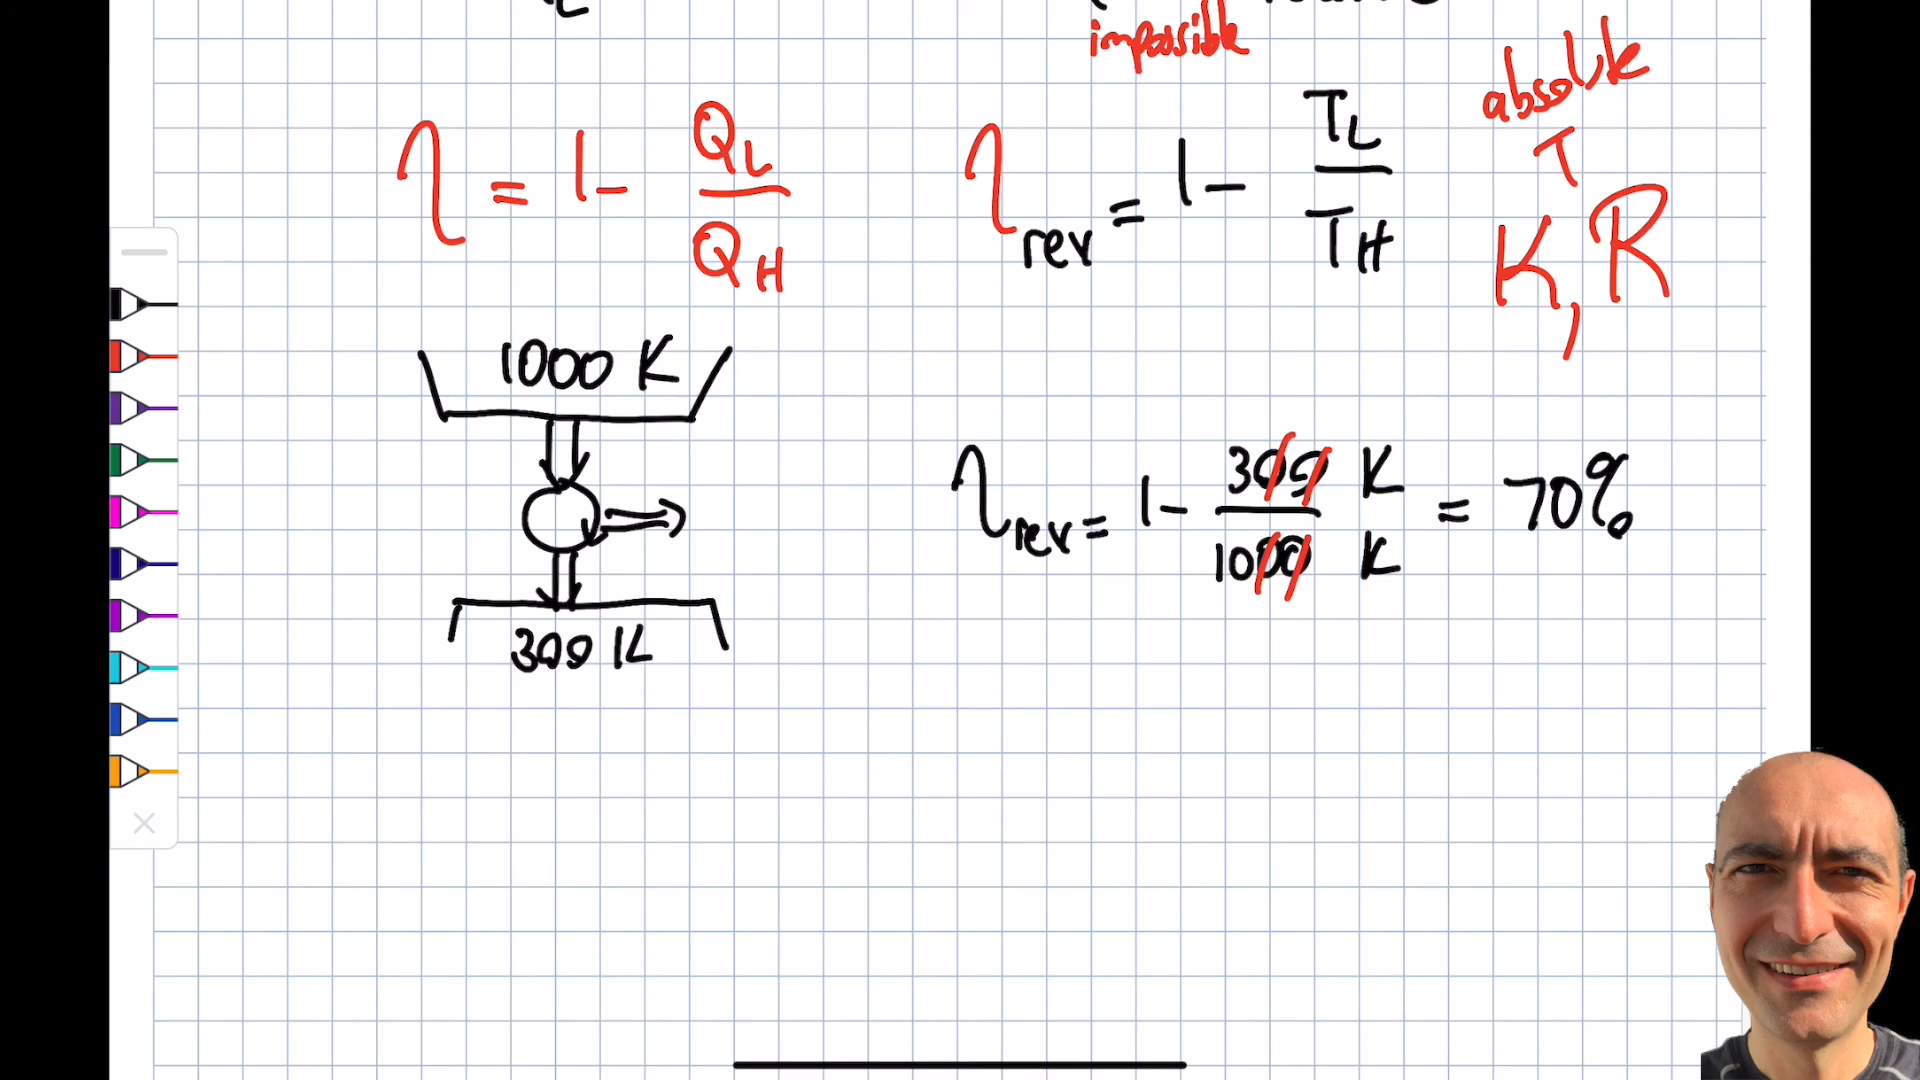 impossible
absolute
T
K, R
η = 1 - Q_L / Q_H
η_rev = 1 - T_L / T_H
1000 K
η_rev = 1 - 300 K / 1000 K = 70%
300 K